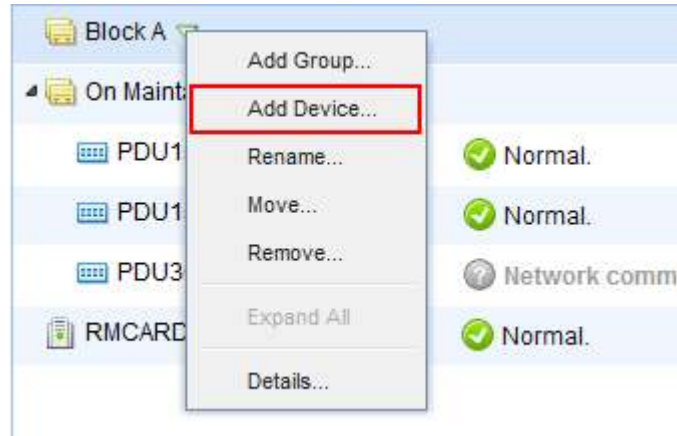 Block A
Add Group...
On Maint
Add Device...
PDU1
Rename...
Normal.
PDU1
Move...
Normal.
PDU3
Remove...
Network comm
Expand All
RMCARD
Normal.
Details...